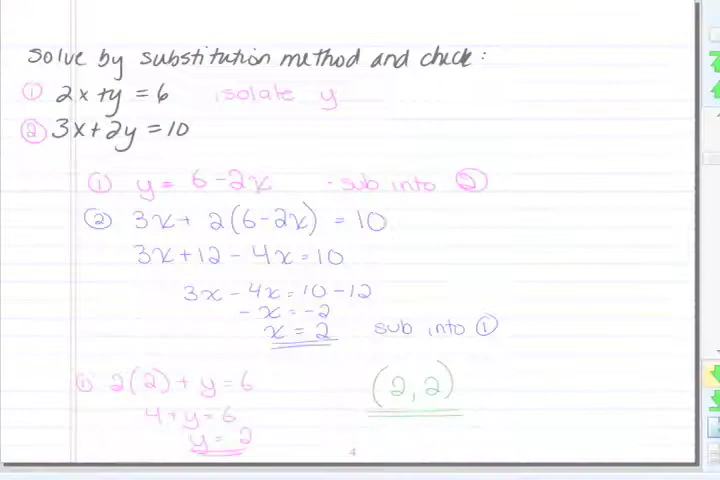 solve by substitution method and check:
① 2x+y=6 isolate y
② 3x+2y=10
① y = 6-2x - sub into ②
② 3x+ 2(6-2x) = 10
3x+12-4x=10
3x-4x=10-12
-x=-2
x=2 sub into ①
① 2(2)+y=6 (2,2)
4+y=6
y=2
4